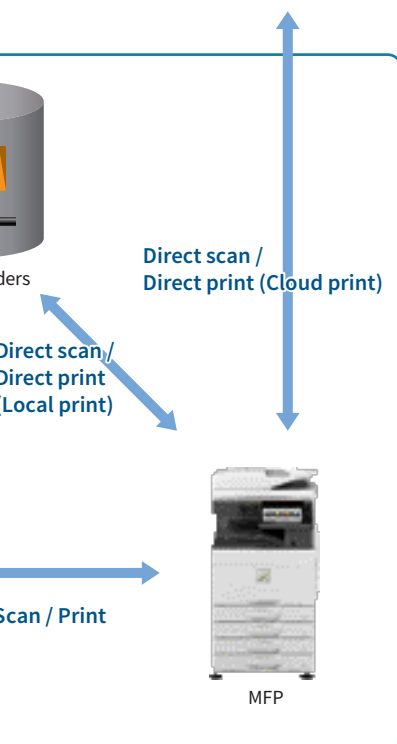 Direct scan /
Direct print (Cloud print)
ders
Direct scan /
Direct print
(Local print)
Scan / Print
MFP